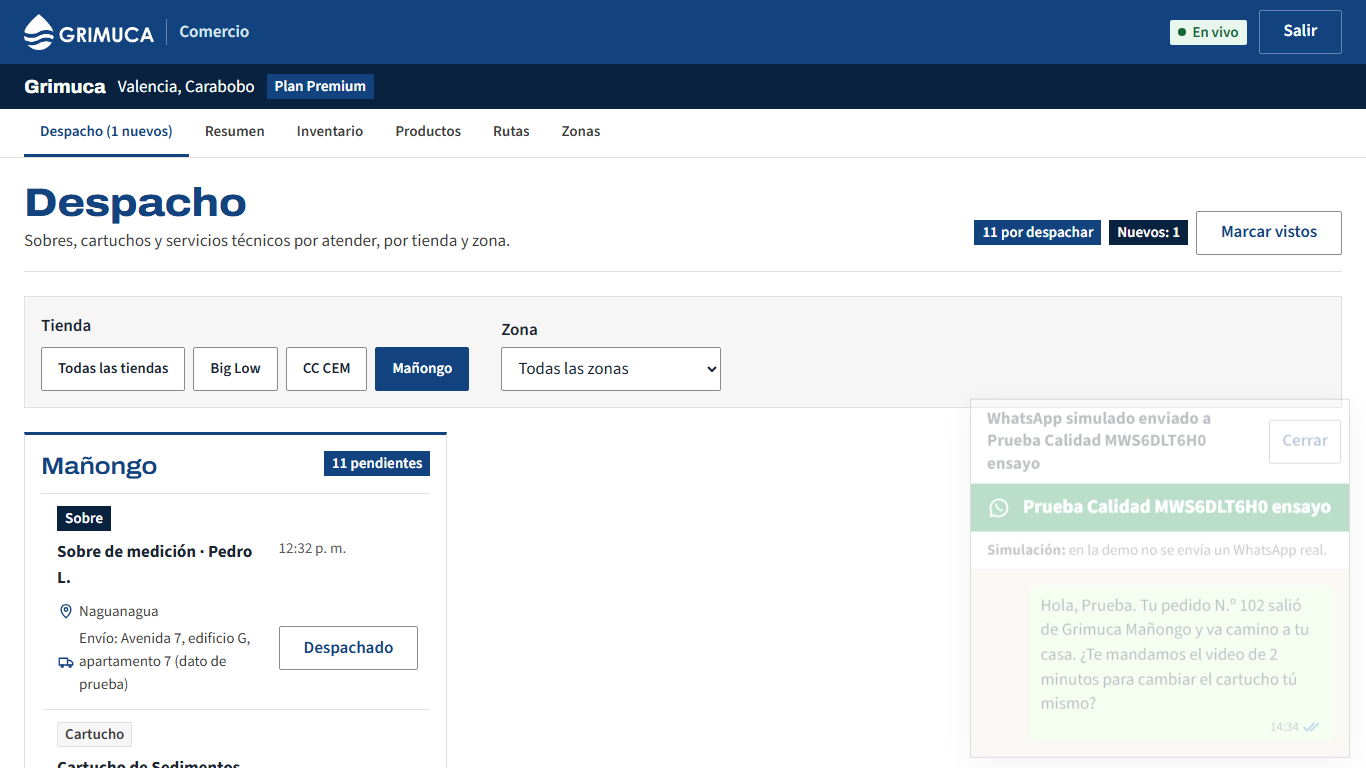 GRIMUCA Comercio
En vivo
Salir
Grimuca Valencia, Carabobo Plan Premium
Despacho (1 nuevos) Resumen Inventario Productos Rutas Zonas
Despacho
Sobres, cartuchos y servicios técnicos por atender, por tienda y zona.
11 por despachar Nuevos: 1 Marcar vistos
Tienda
Todas las tiendas Big Low CC CEM Mañongo
Zona
Todas las zonas
Mañongo
11 pendientes
Sobre
Sobre de medición · Pedro
L.
12:32 p. m.
Naguanagua
Envío: Avenida 7, edificio G,
apartamento 7 (dato de
prueba)
Despachado
Cartucho
Cartucho de Sedimentos
WhatsApp simulado enviado a
Prueba Calidad MWS6DLT6H0
ensayo
Cerrar
Prueba Calidad MWS6DLT6H0 ensayo
Simulación: en la demo no se envía un WhatsApp real.
Hola, Prueba. Tu pedido N.º 102 salió
de Grimuca Mañongo y va camino a tu
casa. ¿Te mandamos el video de 2
minutos para cambiar el cartucho tú
mismo?
14:34